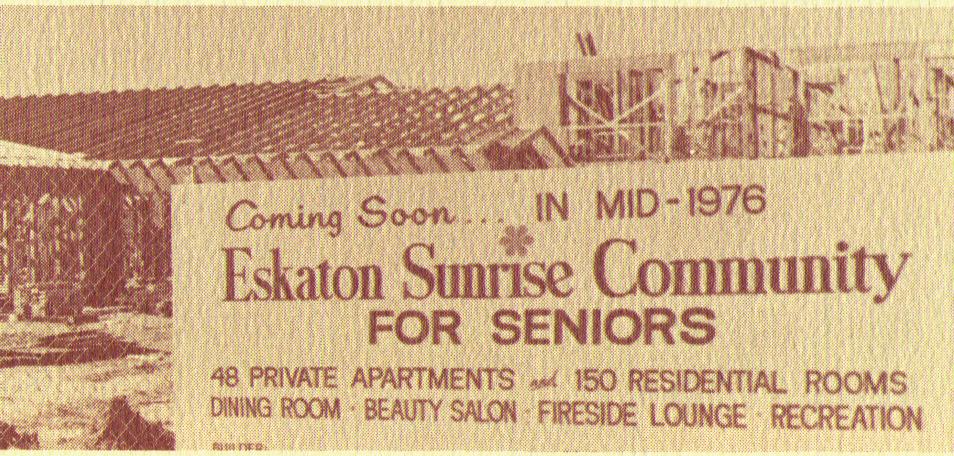 Coming Soon... IN MID-1976
Eskaton Sunrise Community
FOR SENIORS
48 PRIVATE APARTMENTS and 150 RESIDENTIAL ROOMS
DINING ROOM · BEAUTY SALON · FIRESIDE LOUNGE · RECREATION
BUILDER: